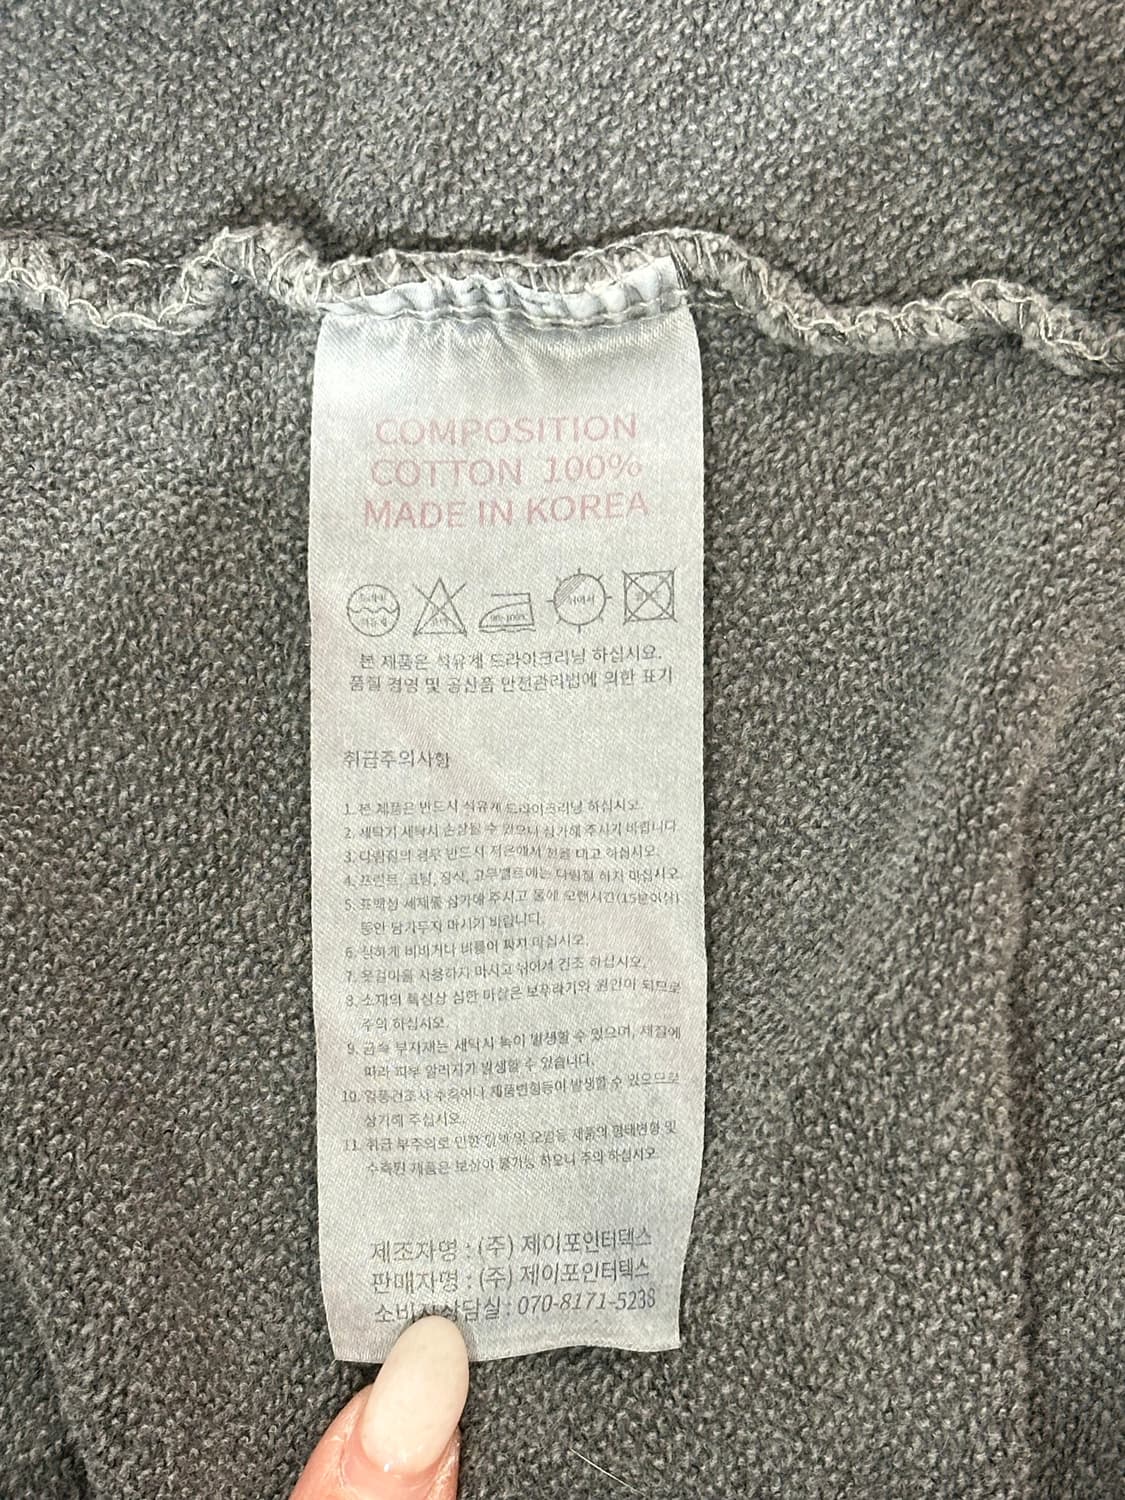 COMPOSITION
COTTON 100%
MADE IN KOREA
드라이
석유계
염소
90~100℃
뉘어서
본 제품은 석유계 드라이크리닝 하십시요.
품질 경영 및 공산품 안전관리법에 의한 표기
취급주의사항
1. 본 제품은 반드시 석유계 드라이크리닝 하십시오.
2. 세탁기 세탁시 손상될 수 있으니 삼가해 주시기 바랍니다.
3. 다림질의 경우 반드시 저온에서 천을 대고 하십시오.
4. 프린트, 코팅, 장식, 고무밸트에는 다림질 하지 마십시오.
5. 표백성 세제를 삼가해 주시고 물에 오랜시간(15분이상)
동안 담가두지 마시기 바랍니다.
6. 심하게 비비거나 비틀어 짜지 마십시오.
7. 옷걸이를 사용하지 마시고 뉘어서 건조 하십시오.
8. 소재의 특성상 심한 마찰은 보푸라기의 원인이 되므로
주의 하십시오.
9. 금속 부자재는 세탁시 녹이 발생할 수 있으며, 체질에
따라 피부 알러지가 발생할 수 있습니다.
10. 열풍건조시 수축이나 제품변형등이 발생할 수 있으므로
삼가해 주십시오.
11. 취급 부주의로 인한 탈색 및 오염등 제품의 형태변형 및
수축된 제품은 보상이 불가능 하오니 주의 하십시오.
제조자명 : (주) 제이포인터텍스
판매자명 : (주) 제이포인터텍스
소비자상담실 : 070-8171-5238